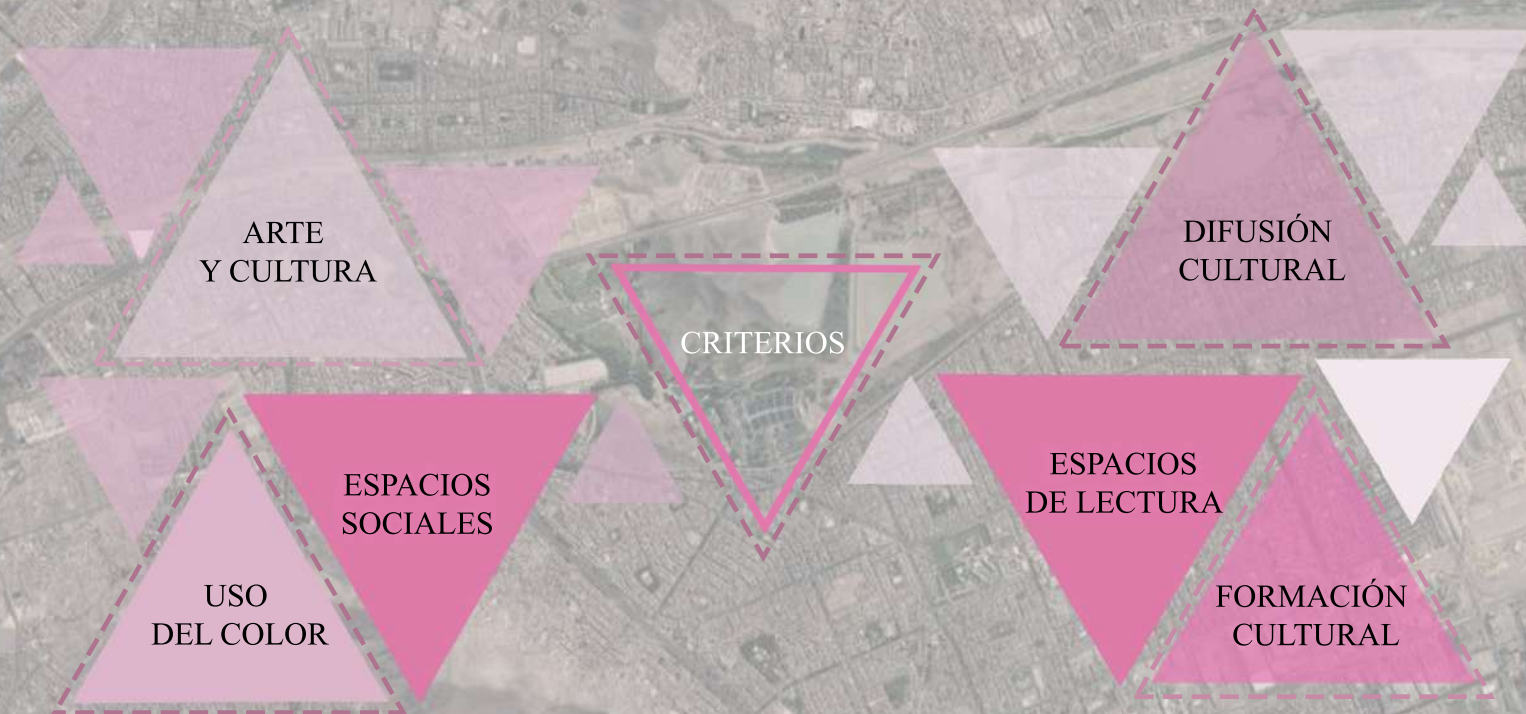 ARTE
Y CULTURA
DIFUSIÓN
CULTURAL
CRITERIOS
ESPACIOS
SOCIALES
ESPACIOS
DE LECTURA
USO
DEL COLOR
FORMACIÓN
CULTURAL